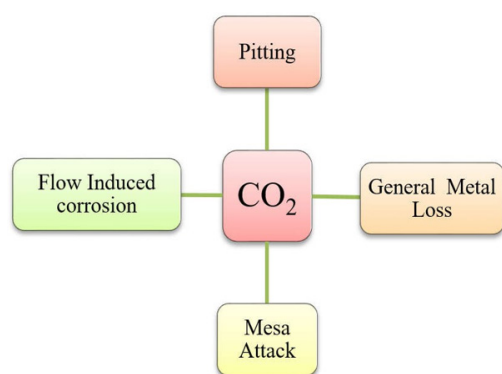 Pitting
Flow Induced
corrosion
CO₂
General Metal
Loss
Mesa
Attack